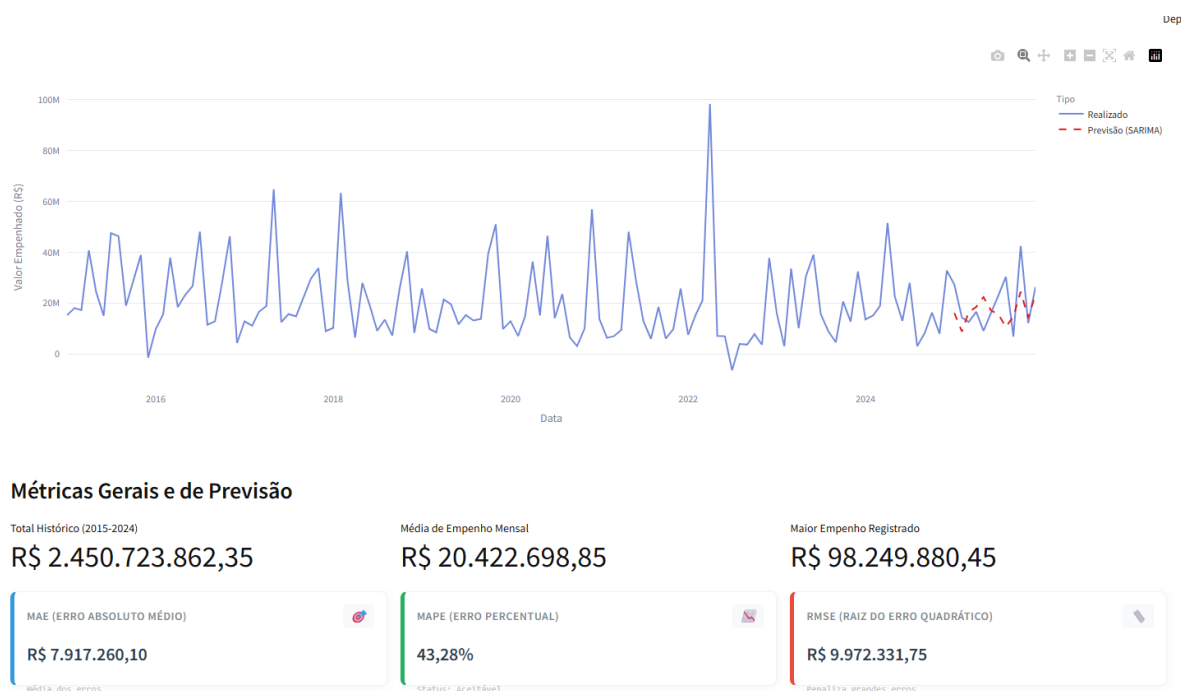 Dep
Tipo
Realizado
Previsão (SARIMA)
100M
80M
60M
40M
20M
0
Valor Empenhado (R$)
2016 2018 2020 2022 2024
Data
Métricas Gerais e de Previsão
Total Histórico (2015-2024) Média de Empenho Mensal Maior Empenho Registrado
R$ 2.450.723.862,35 R$ 20.422.698,85 R$ 98.249.880,45
MAE (ERRO ABSOLUTO MÉDIO) MAPE (ERRO PERCENTUAL) RMSE (RAIZ DO ERRO QUADRÁTICO)
R$ 7.917.260,10 43,28% R$ 9.972.331,75
Média dos erros Status: Aceitável Penaliza grandes erros